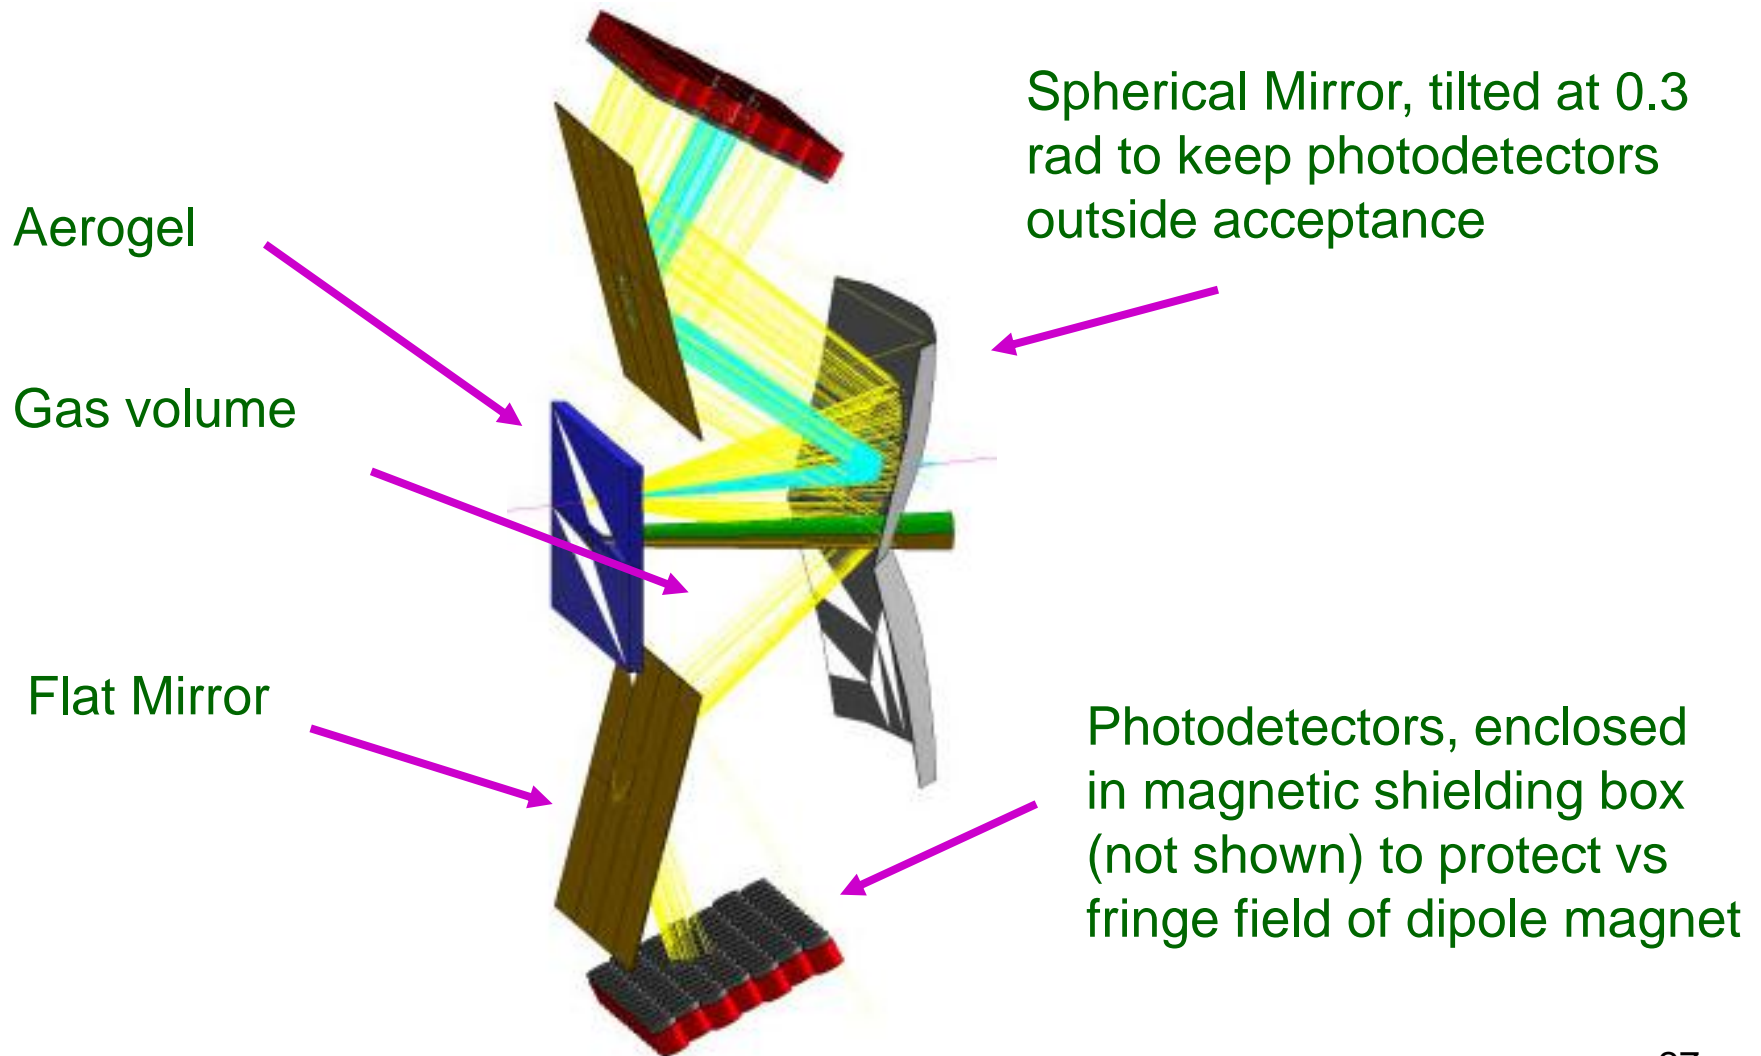 Spherical Mirror, tilted at 0.3
rad to keep photodetectors
outside acceptance
Aerogel
Gas volume
Flat Mirror
Photodetectors, enclosed
in magnetic shielding box
(not shown) to protect vs
fringe field of dipole magnet